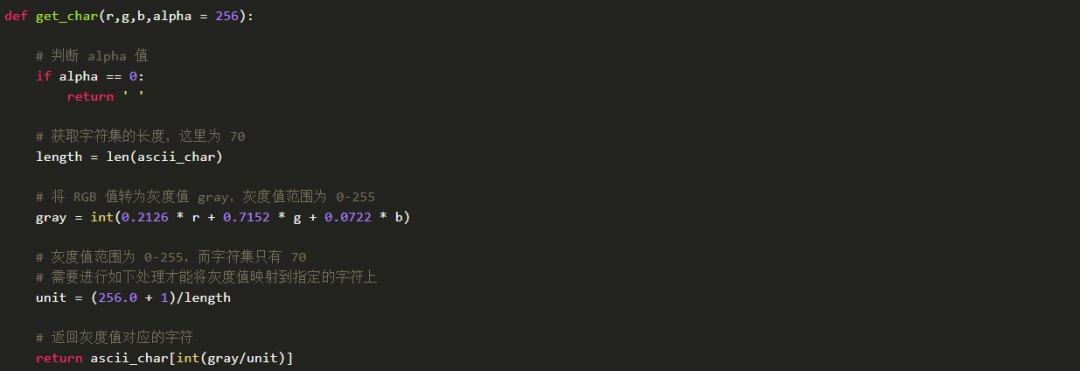 def get_char(r,g,b,alpha = 256):
# 判断 alpha 值
if alpha == 0:
return ' '
# 获取字符集的长度，这里为 70
length = len(ascii_char)
# 将 RGB 值转为灰度值 gray，灰度值范围为 0-255
gray = int(0.2126 * r + 0.7152 * g + 0.0722 * b)
# 灰度值范围为 0-255，而字符集只有 70
# 需要进行如下处理才能将灰度值映射到指定的字符上
unit = (256.0 + 1)/length
# 返回灰度值对应的字符
return ascii_char[int(gray/unit)]